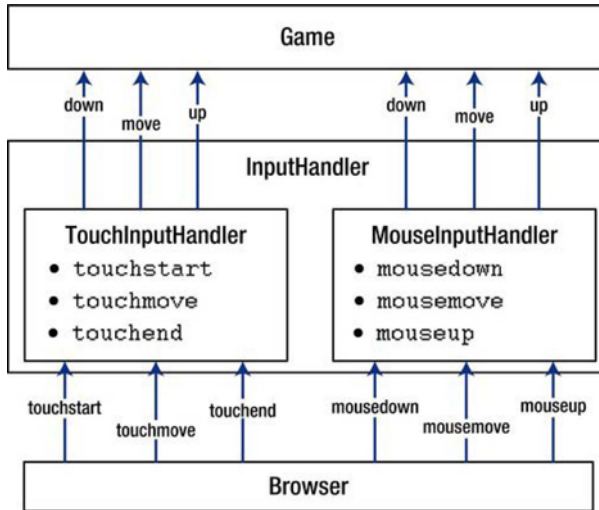 Game
down
move
up
down
move
up
InputHandler
TouchInputHandler
• touchstart
• touchmove
• touchend
MouseInputHandler
• mousedown
• mousemove
• mouseup
touchstart
touchmove
touchend
mousedown
mousemove
mouseup
Browser